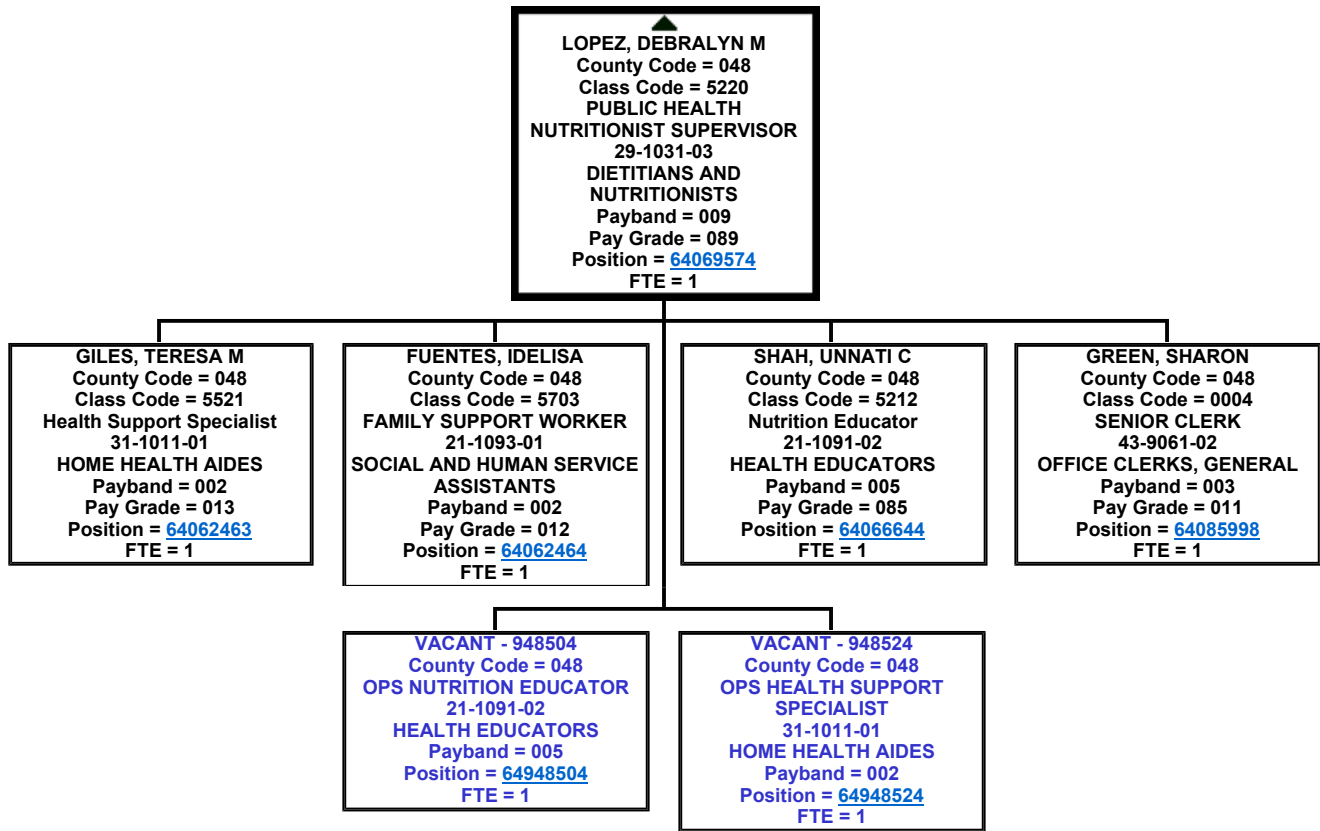 LOPEZ, DEBRALYN M
County Code = 048
Class Code = 5220
PUBLIC HEALTH
NUTRITIONIST SUPERVISOR
29-1031-03
DIETITIANS AND
NUTRITIONISTS
Payband = 009
Pay Grade = 089
Position = 64069574
FTE = 1
GILES, TERESA M
County Code = 048
Class Code = 5521
Health Support Specialist
31-1011-01
HOME HEALTH AIDES
Payband = 002
Pay Grade = 013
Position = 64062463
FTE = 1
FUENTES, IDELISA
County Code = 048
Class Code = 5703
FAMILY SUPPORT WORKER
21-1093-01
SOCIAL AND HUMAN SERVICE
ASSISTANTS
Payband = 002
Pay Grade = 012
Position = 64062464
FTE = 1
SHAH, UNNATI C
County Code = 048
Class Code = 5212
Nutrition Educator
21-1091-02
HEALTH EDUCATORS
Payband = 005
Pay Grade = 085
Position = 64066644
FTE = 1
GREEN, SHARON
County Code = 048
Class Code = 0004
SENIOR CLERK
43-9061-02
OFFICE CLERKS, GENERAL
Payband = 003
Pay Grade = 011
Position = 64085998
FTE = 1
VACANT - 948504
County Code = 048
OPS NUTRITION EDUCATOR
21-1091-02
HEALTH EDUCATORS
Payband = 005
Position = 64948504
FTE = 1
VACANT - 948524
County Code = 048
OPS HEALTH SUPPORT
SPECIALIST
31-1011-01
HOME HEALTH AIDES
Payband = 002
Position = 64948524
FTE = 1